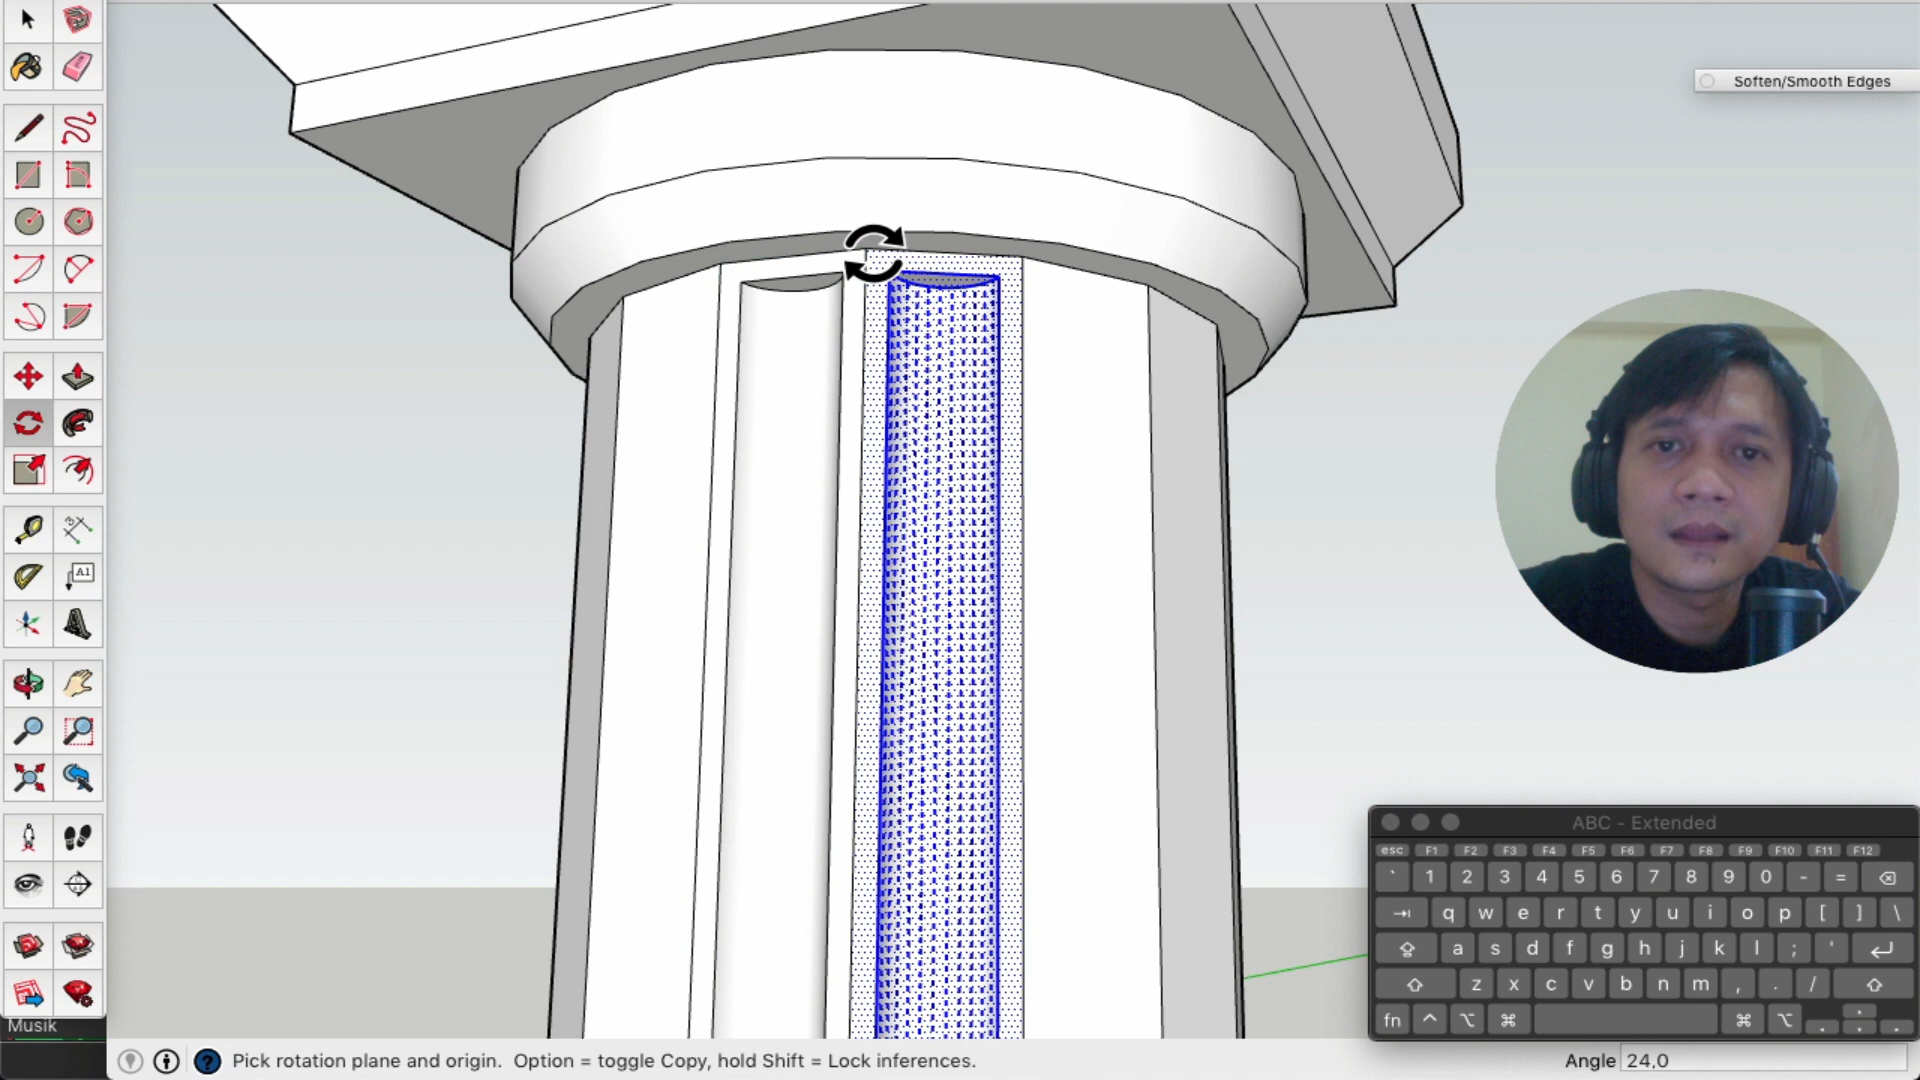 Soften/Smooth Edges
A1
ABC - Extended
esc F1 F2 F3 F4 F5 F6 F7 F8 F9 F10 F11 F12
` 1 2 3 4 5 6 7 8 9 0 - =
q w e r t y u i o p [ ] \
a s d f g h j k l ; '
z x c v b n m , . /
fn ^ ⌥ ⌘ ⌘ ⌥
Musik
Pick rotation plane and origin. Option = toggle Copy, hold Shift = Lock inferences.
Angle 24,0